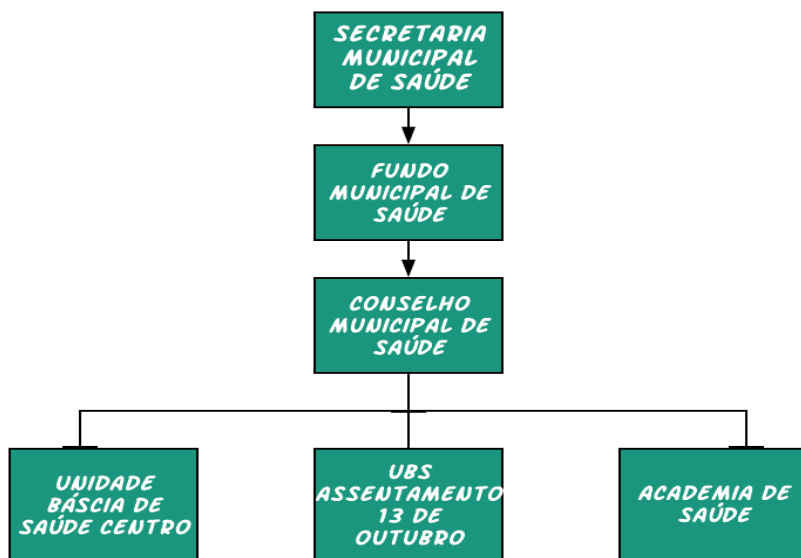 SECRETARIA
MUNICIPAL
DE SAÚDE
FUNDO
MUNICIPAL DE
SAÚDE
CONSELHO
MUNICIPAL DE
SAÚDE
UNIDADE
BÁSCIA DE
SAÚDE CENTRO
UBS
ASSENTAMENTO
13 DE
OUTUBRO
ACADEMIA DE
SAÚDE